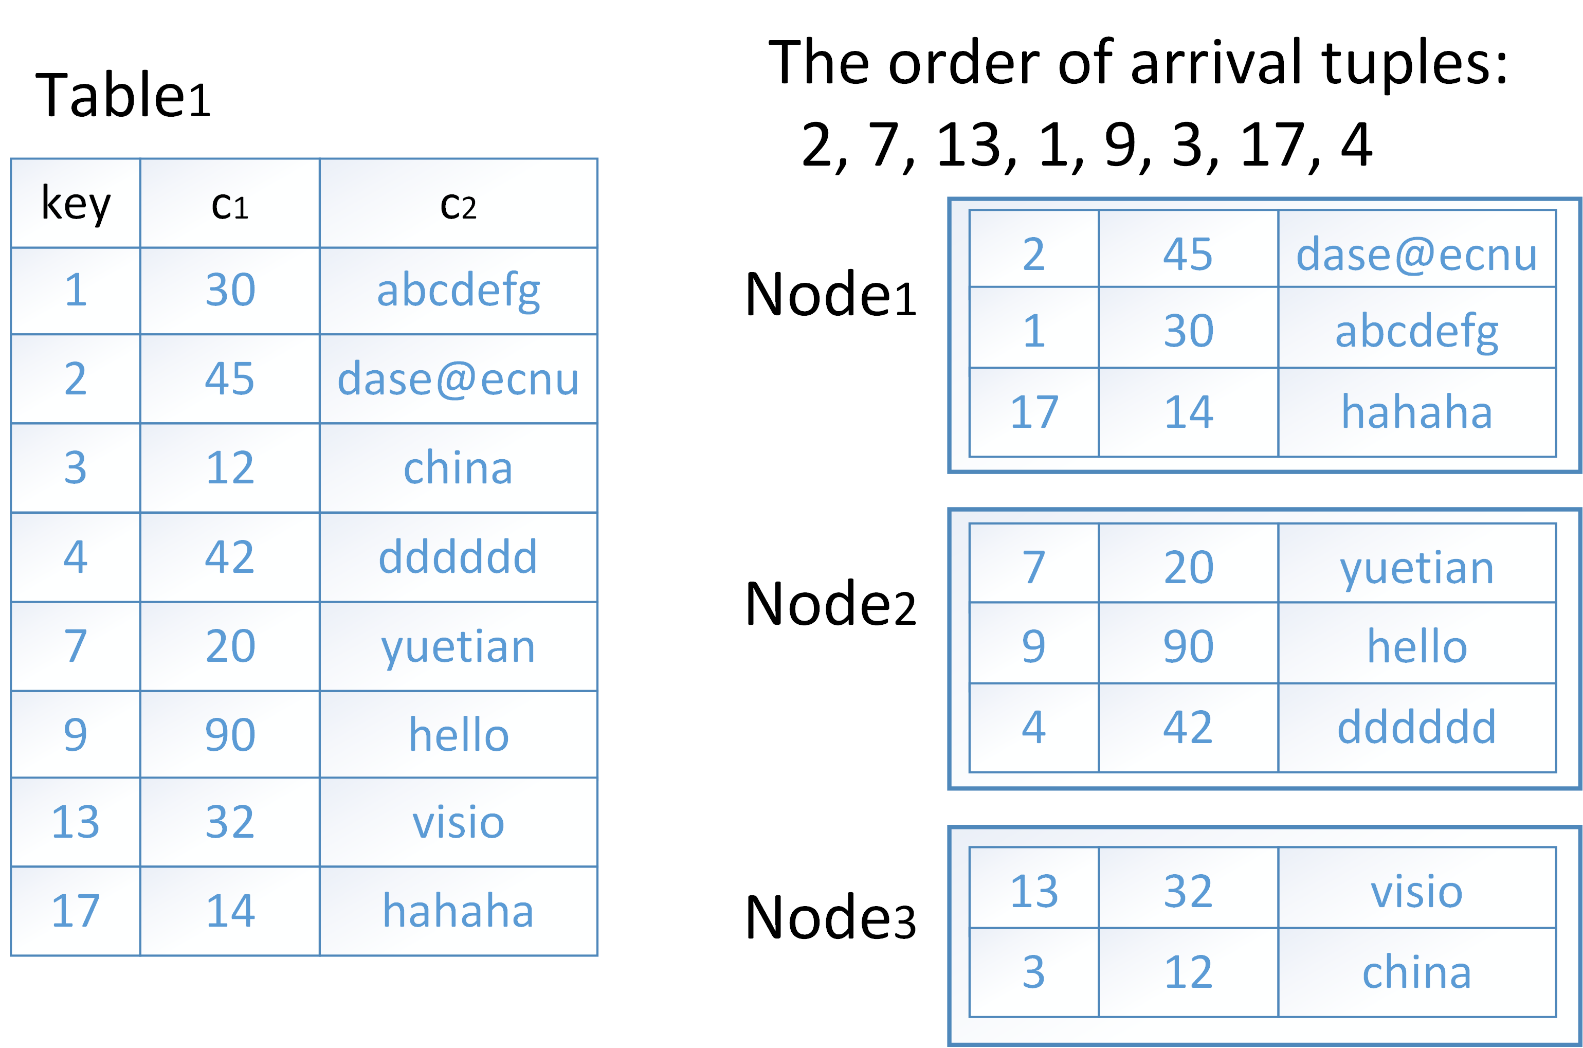 Table1
key c1 c2
1 30 abcdefg
2 45 dase@ecnu
3 12 china
4 42 dddddd
7 20 yuetian
9 90 hello
13 32 visio
17 14 hahaha
The order of arrival tuples:
2, 7, 13, 1, 9, 3, 17, 4
Node1
2 45 dase@ecnu
1 30 abcdefg
17 14 hahaha
Node2
7 20 yuetian
9 90 hello
4 42 dddddd
Node3
13 32 visio
3 12 china